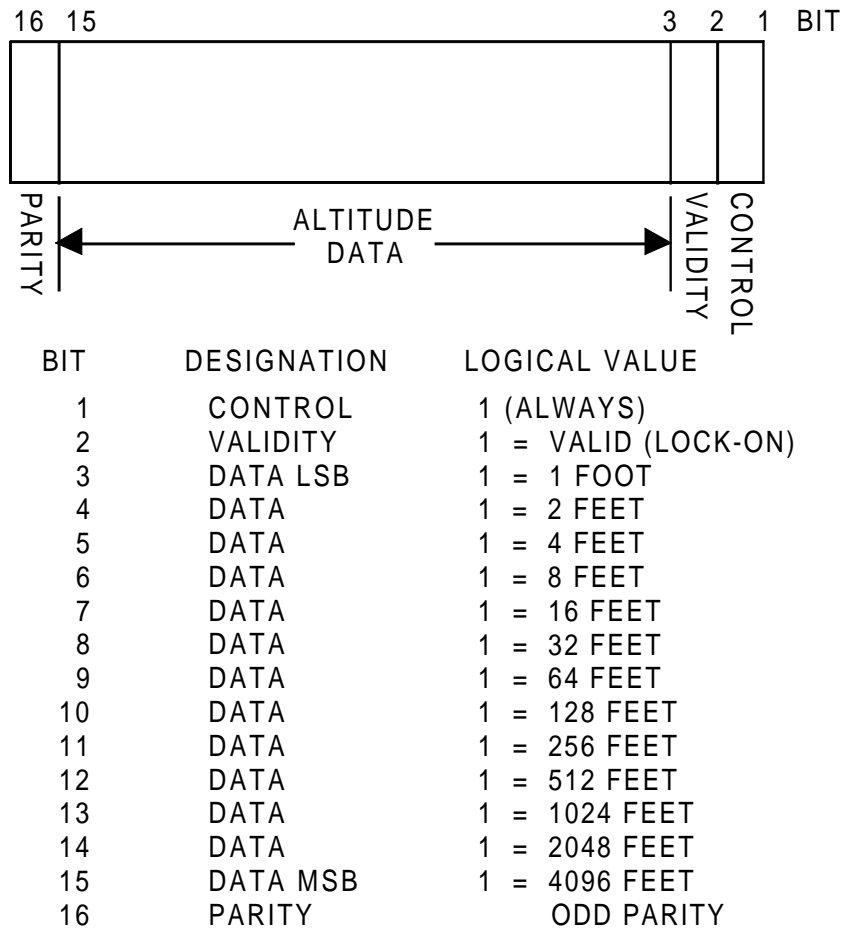 16 15 3 2 1 BIT
PARITY
ALTITUDE
DATA
VALIDITY
CONTROL
BIT DESIGNATION LOGICAL VALUE
1 CONTROL 1 (ALWAYS)
2 VALIDITY 1 = VALID (LOCK-ON)
3 DATA LSB 1 = 1 FOOT
4 DATA 1 = 2 FEET
5 DATA 1 = 4 FEET
6 DATA 1 = 8 FEET
7 DATA 1 = 16 FEET
8 DATA 1 = 32 FEET
9 DATA 1 = 64 FEET
10 DATA 1 = 128 FEET
11 DATA 1 = 256 FEET
12 DATA 1 = 512 FEET
13 DATA 1 = 1024 FEET
14 DATA 1 = 2048 FEET
15 DATA MSB 1 = 4096 FEET
16 PARITY ODD PARITY